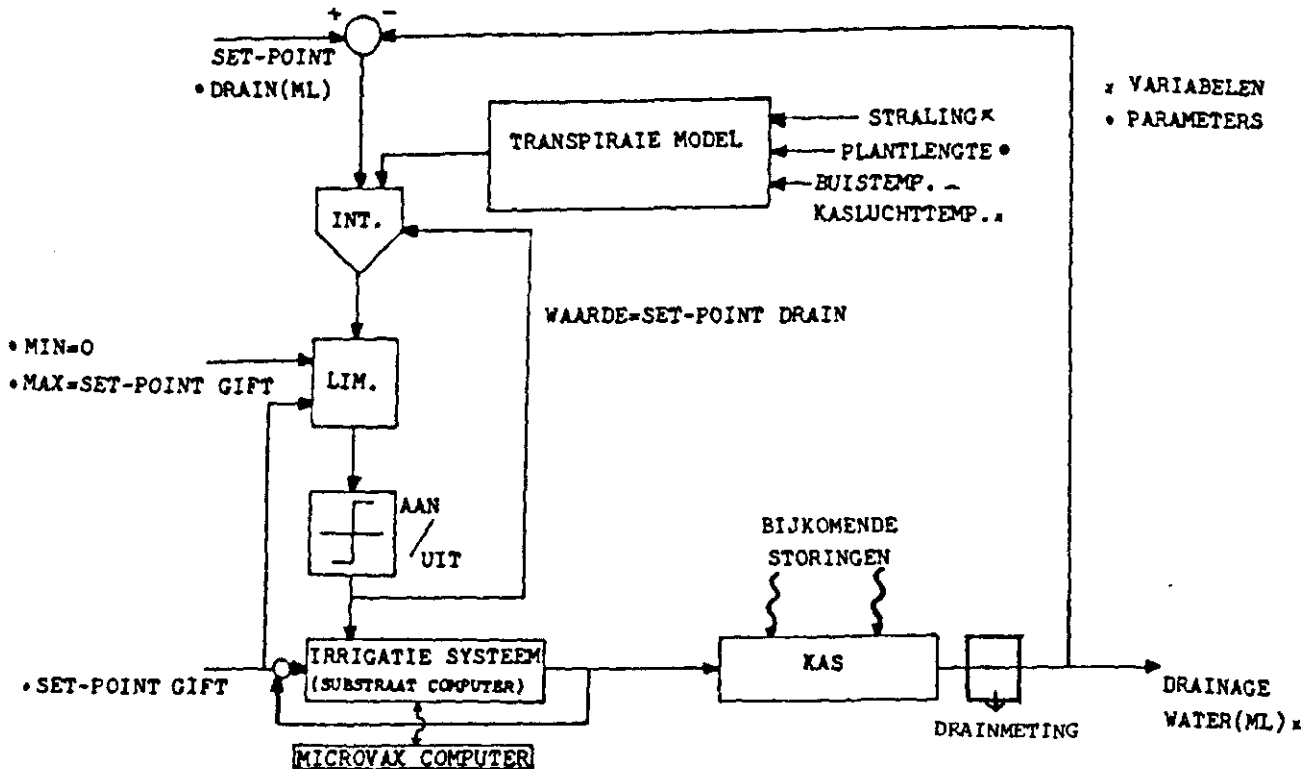 + -
SET-POINT
• DRAIN(ML)
TRANSPIRAIE MODEL
STRALING ×
PLANTLENGTE •
BUISTEMP. –
KASLUCHTTEMP. ×
× VARIABELEN
• PARAMETERS
INT.
WAARDE=SET-POINT DRAIN
• MIN=0
• MAX=SET-POINT GIFT
LIM.
AAN
/
UIT
BIJKOMENDE
STORINGEN
• SET-POINT GIFT
IRRIGATIE SYSTEEM
(SUBSTRAAT COMPUTER)
KAS
DRAINMETING
DRAINAGE
WATER(ML) ×
MICROVAX COMPUTER